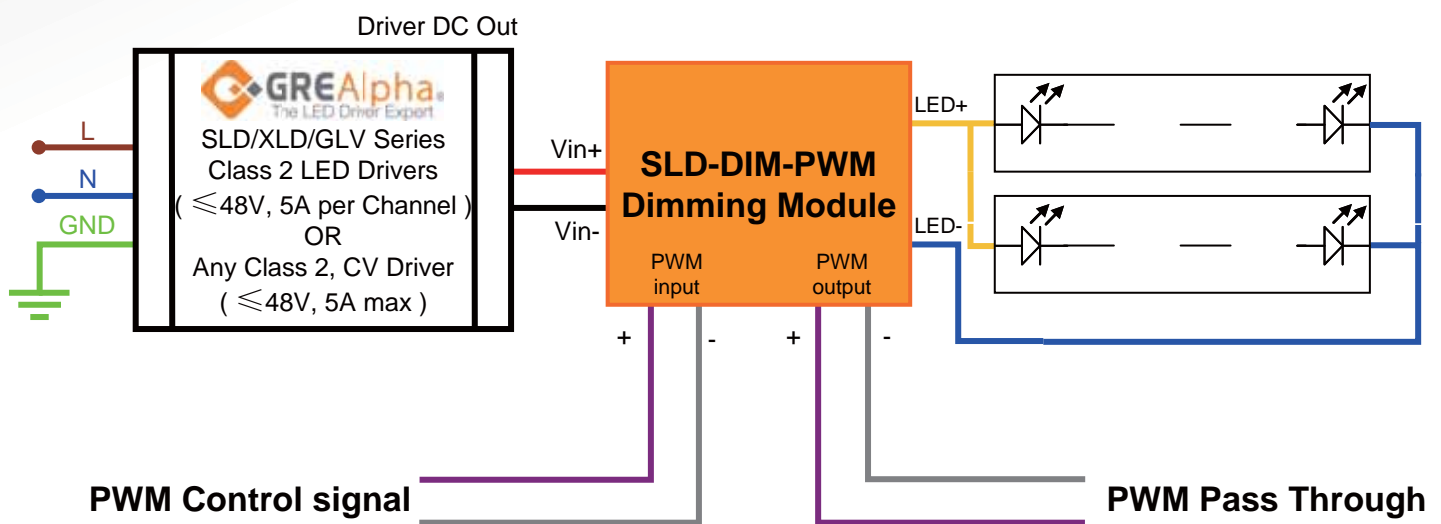 Driver DC Out
GREAlpha®
The LED Driver Expert
SLD/XLD/GLV Series
Class 2 LED Drivers
( ≤48V, 5A per Channel )
OR
Any Class 2, CV Driver
( ≤48V, 5A max )
L
N
GND
Vin+
Vin-
SLD-DIM-PWM
Dimming Module
PWM
input
PWM
output
LED+
LED-
+
-
+
-
PWM Control signal
PWM Pass Through